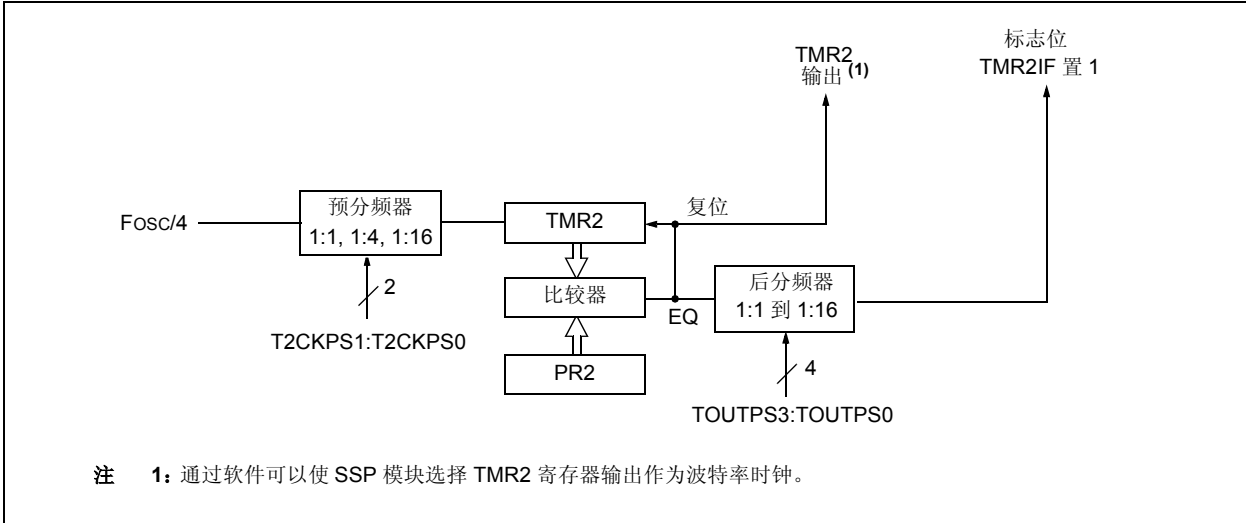 TMR2
输出 (1)
标志位
TMR2IF 置 1
FOSC/4
预分频器
1:1, 1:4, 1:16
TMR2
复位
2
T2CKPS1:T2CKPS0
比较器
EQ
PR2
后分频器
1:1 到 1:16
4
TOUTPS3:TOUTPS0
注 1: 通过软件可以使 SSP 模块选择 TMR2 寄存器输出作为波特率时钟。